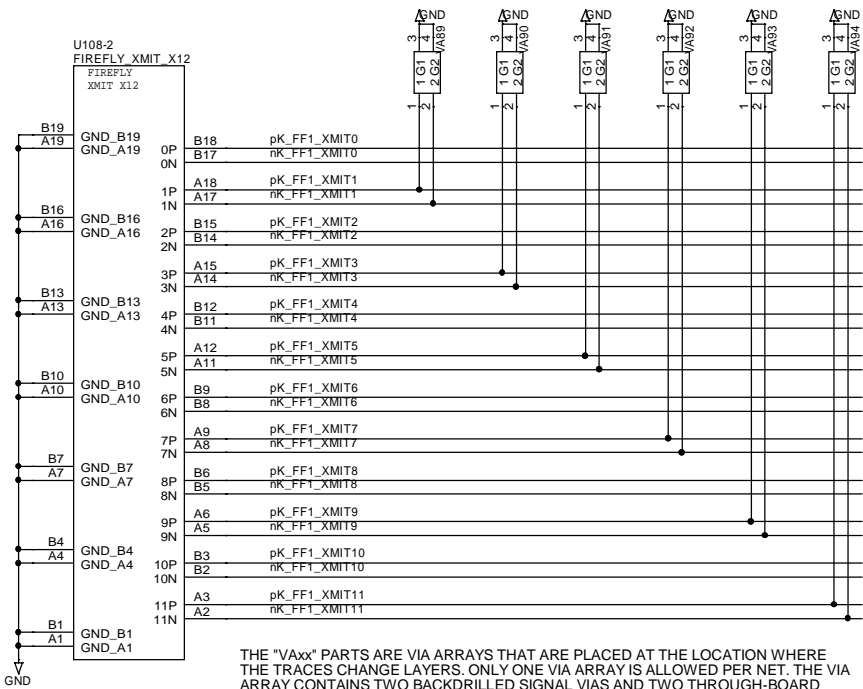 GND GND GND GND GND GND
3 4 3 4 3 4 3 4 3 4 3 4
VA89 VA90 VA91 VA92 VA93 VA94
1 G1 1 G1 1 G1 1 G1 1 G1 1 G1
2 G2 2 G2 2 G2 2 G2 2 G2 2 G2
1 2 1 2 1 2 1 2 1 2 1 2
U108-2
FIREFLY_XMIT_X12
FIREFLY
XMIT X12
B19 GND_B19
A19 GND_A19
0P B18 pK_FF1_XMIT0
0N B17 nK_FF1_XMIT0
1P A18 pK_FF1_XMIT1
1N A17 nK_FF1_XMIT1
B16 GND_B16
A16 GND_A16
2P B15 pK_FF1_XMIT2
2N B14 nK_FF1_XMIT2
3P A15 pK_FF1_XMIT3
3N A14 nK_FF1_XMIT3
B13 GND_B13
A13 GND_A13
4P B12 pK_FF1_XMIT4
4N B11 nK_FF1_XMIT4
5P A12 pK_FF1_XMIT5
5N A11 nK_FF1_XMIT5
B10 GND_B10
A10 GND_A10
6P B9 pK_FF1_XMIT6
6N B8 nK_FF1_XMIT6
7P A9 pK_FF1_XMIT7
7N A8 nK_FF1_XMIT7
B7 GND_B7
A7 GND_A7
8P B6 pK_FF1_XMIT8
8N B5 nK_FF1_XMIT8
9P A6 pK_FF1_XMIT9
9N A5 nK_FF1_XMIT9
B4 GND_B4
A4 GND_A4
10P B3 pK_FF1_XMIT10
10N B2 nK_FF1_XMIT10
11P A3 pK_FF1_XMIT11
11N A2 nK_FF1_XMIT11
B1 GND_B1
A1 GND_A1
GND
THE "VAxx" PARTS ARE VIA ARRAYS THAT ARE PLACED AT THE LOCATION WHERE
THE TRACES CHANGE LAYERS. ONLY ONE VIA ARRAY IS ALLOWED PER NET. THE VIA
ARRAY CONTAINS TWO BACKDRILLED SIGNAL VIAS AND TWO THROUGH-BOARD